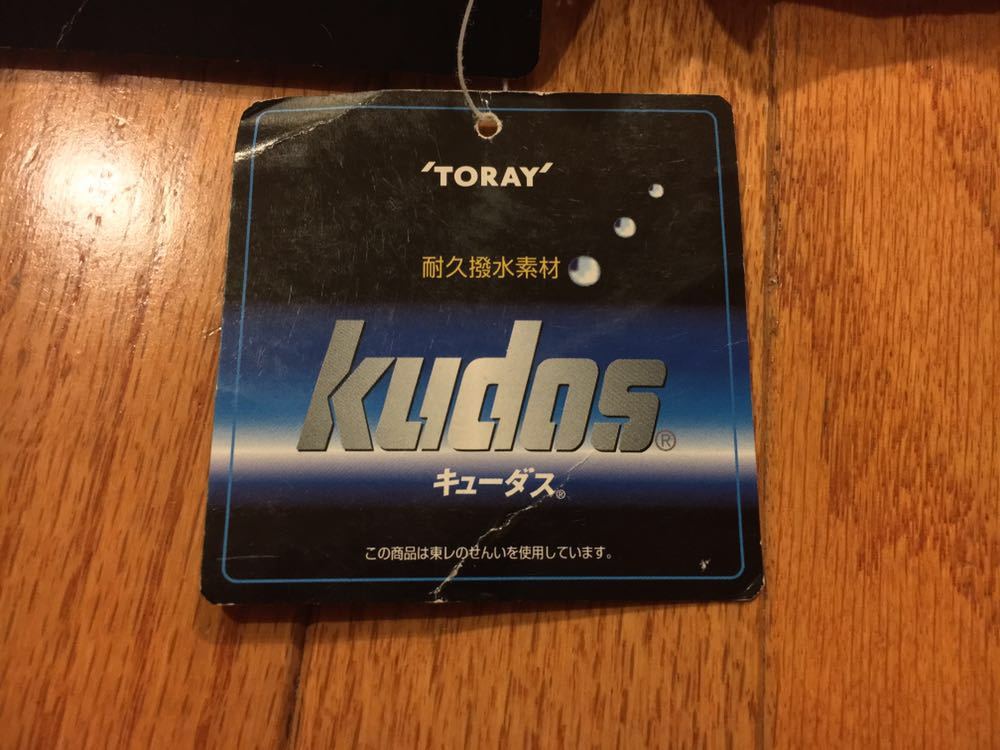 'TORAY'
耐久撥水素材
kudos®
キューダス®
この商品は東レのせんいを使用しています。